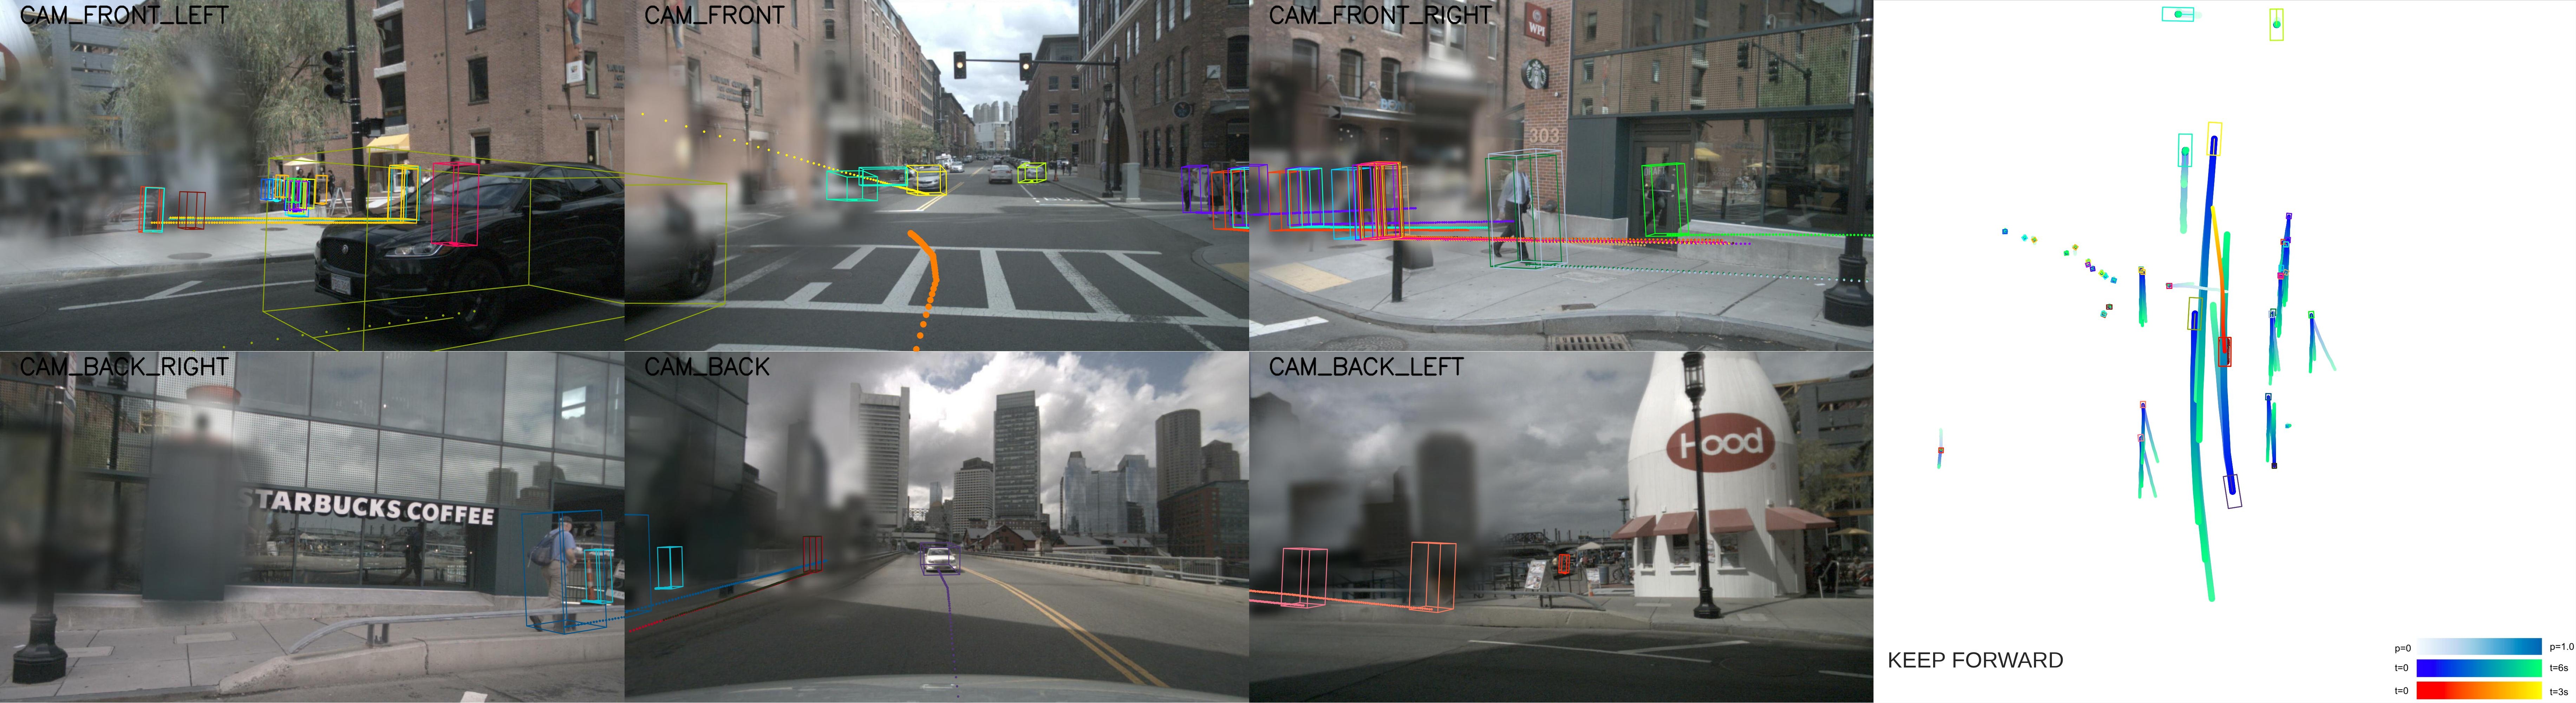 CAM_FRONT_LEFT
CAM_FRONT
CAM_FRONT_RIGHT
WPI
303
CAM_BACK_RIGHT
STARBUCKS COFFEE
CAM_BACK
CAM_BACK_LEFT
Hood
KEEP FORWARD
p=0
p=1.0
t=0
t=6s
t=0
t=3s